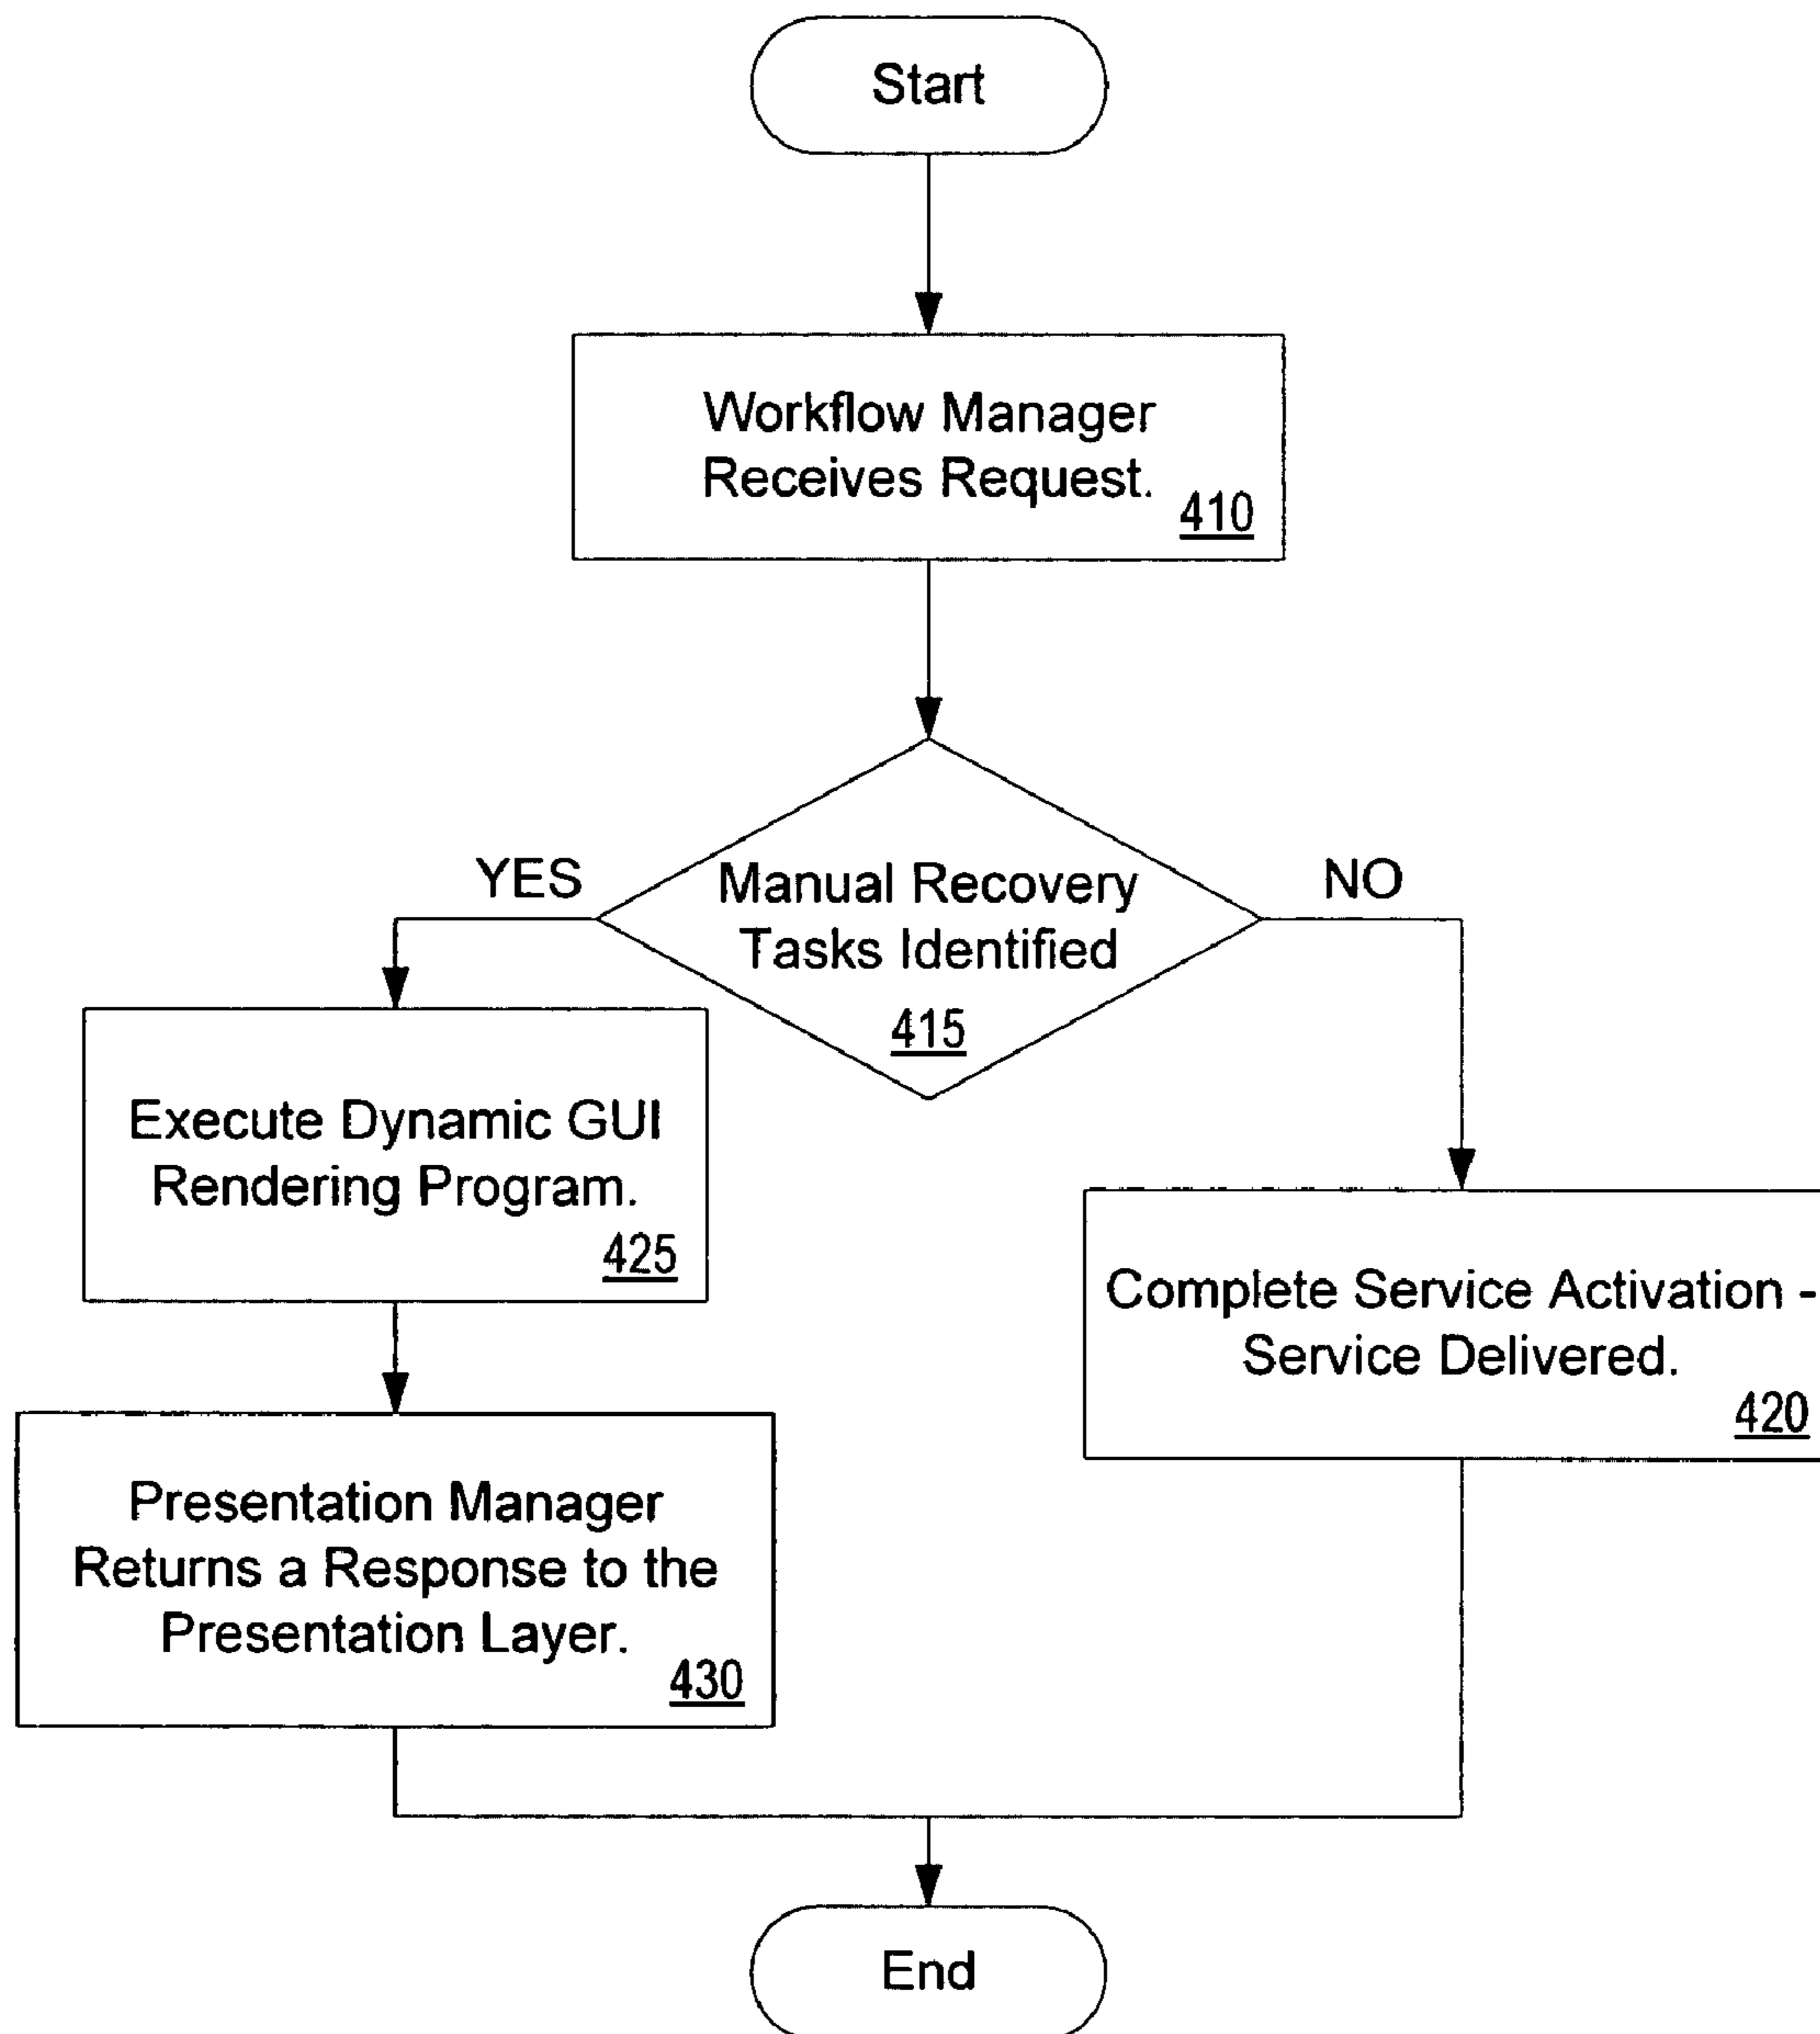 Start
Workflow Manager
Receives Request.
410
YES
Manual Recovery
Tasks Identified
415
NO
Execute Dynamic GUI
Rendering Program.
425
Complete Service Activation -
Service Delivered.
420
Presentation Manager
Returns a Response to the
Presentation Layer.
430
End